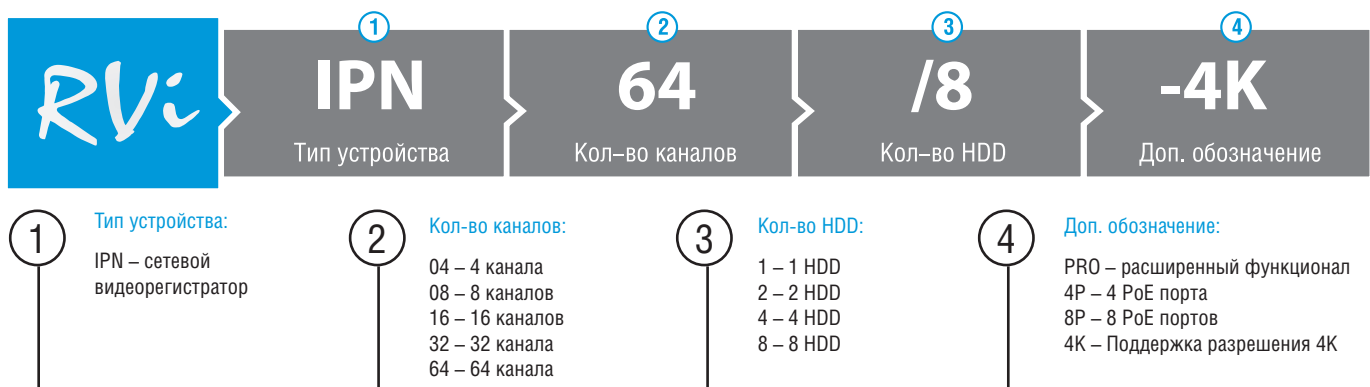 1 2 3 4
RVi IPN 64 /8 -4K
Тип устройства Кол–во каналов Кол–во HDD Доп. обозначение
1
Тип устройства:
IPN – сетевой
видеорегистратор
2
Кол-во каналов:
04 – 4 канала
08 – 8 каналов
16 – 16 каналов
32 – 32 канала
64 – 64 канала
3
Кол-во HDD:
1 – 1 HDD
2 – 2 HDD
4 – 4 HDD
8 – 8 HDD
4
Доп. обозначение:
PRO – расширенный функционал
4P – 4 PoE порта
8P – 8 PoE портов
4K – Поддержка разрешения 4K